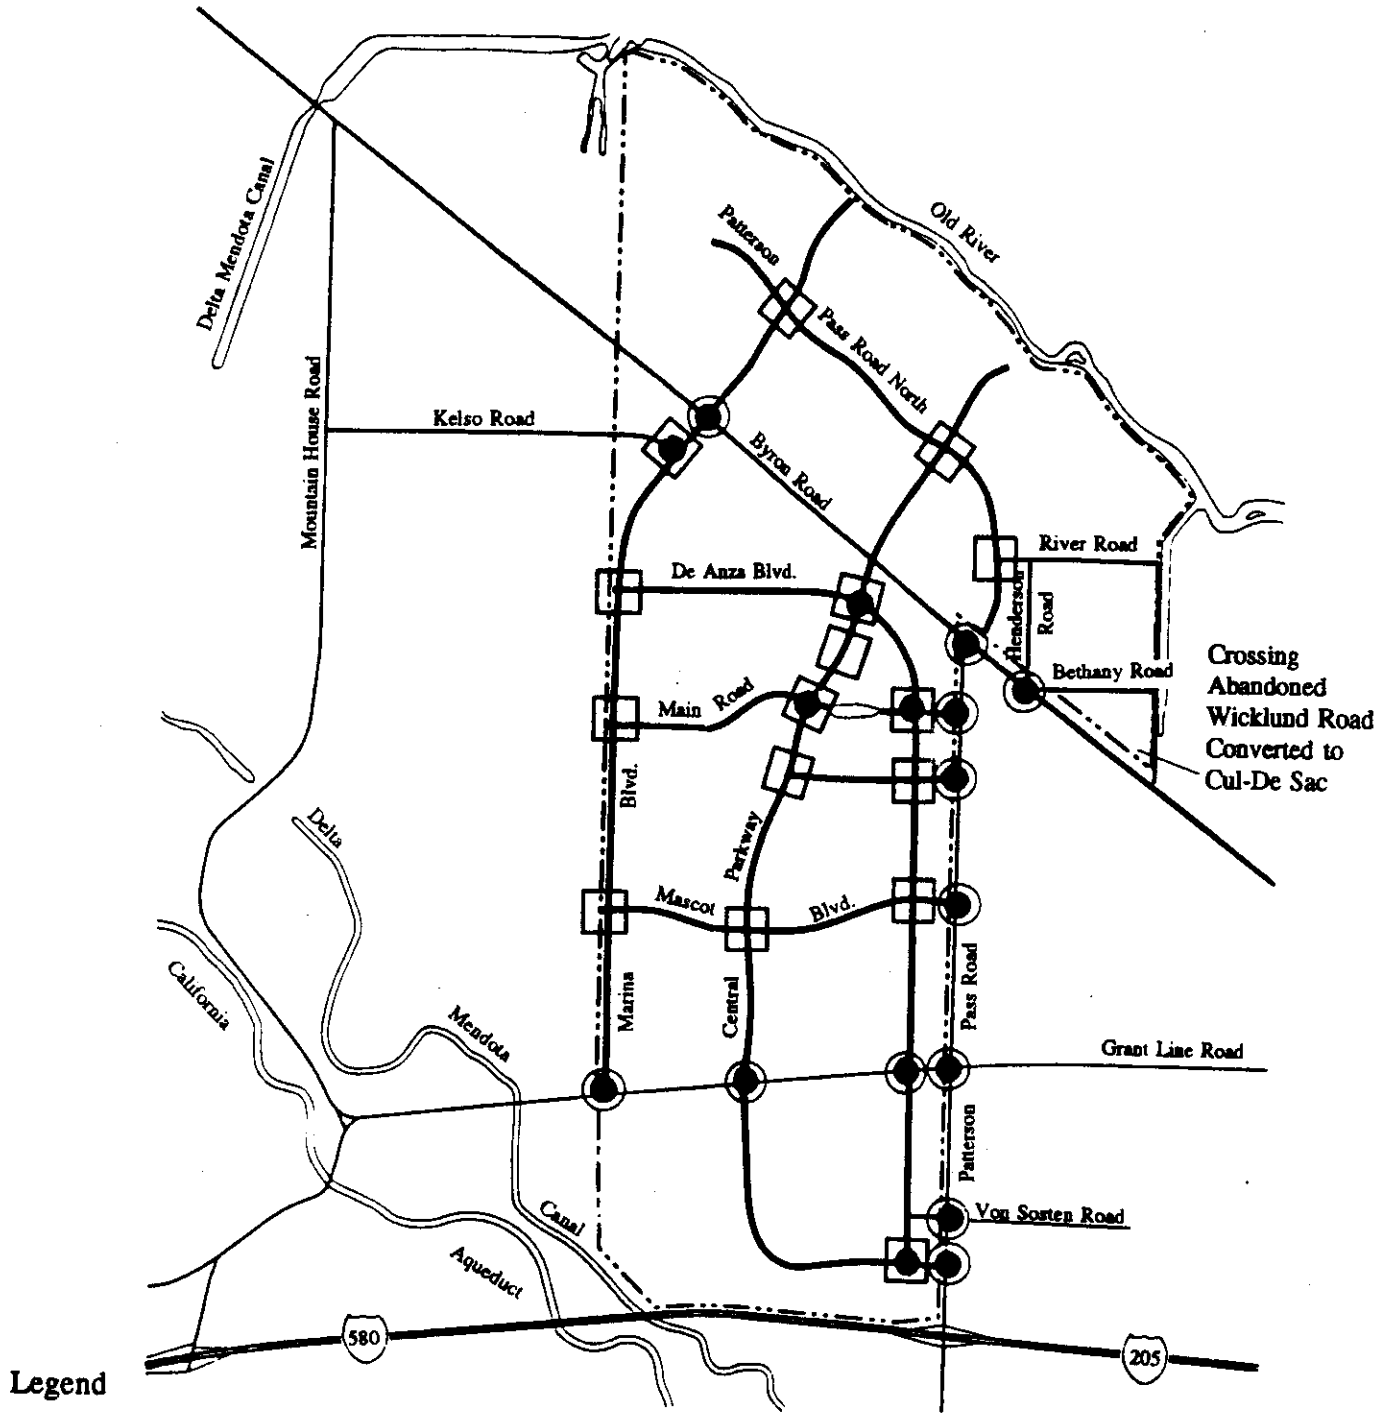 Old River
Patterson
Delta Mendota Canal
Pass Road North
Mountain House Road
Kelso Road
Byron Road
River Road
De Anza Blvd.
Henderson
Road
Bethany Road
Crossing
Abandoned
Wicklund Road
Converted to
Cul-De Sac
Main Road
Blvd.
Delta
Parkway
Mascot Blvd.
California
Marina
Central
Pass Road
Mendota
Grant Line Road
Patterson
Canal
Von Sosten Road
Aqueduct
580
205
Legend